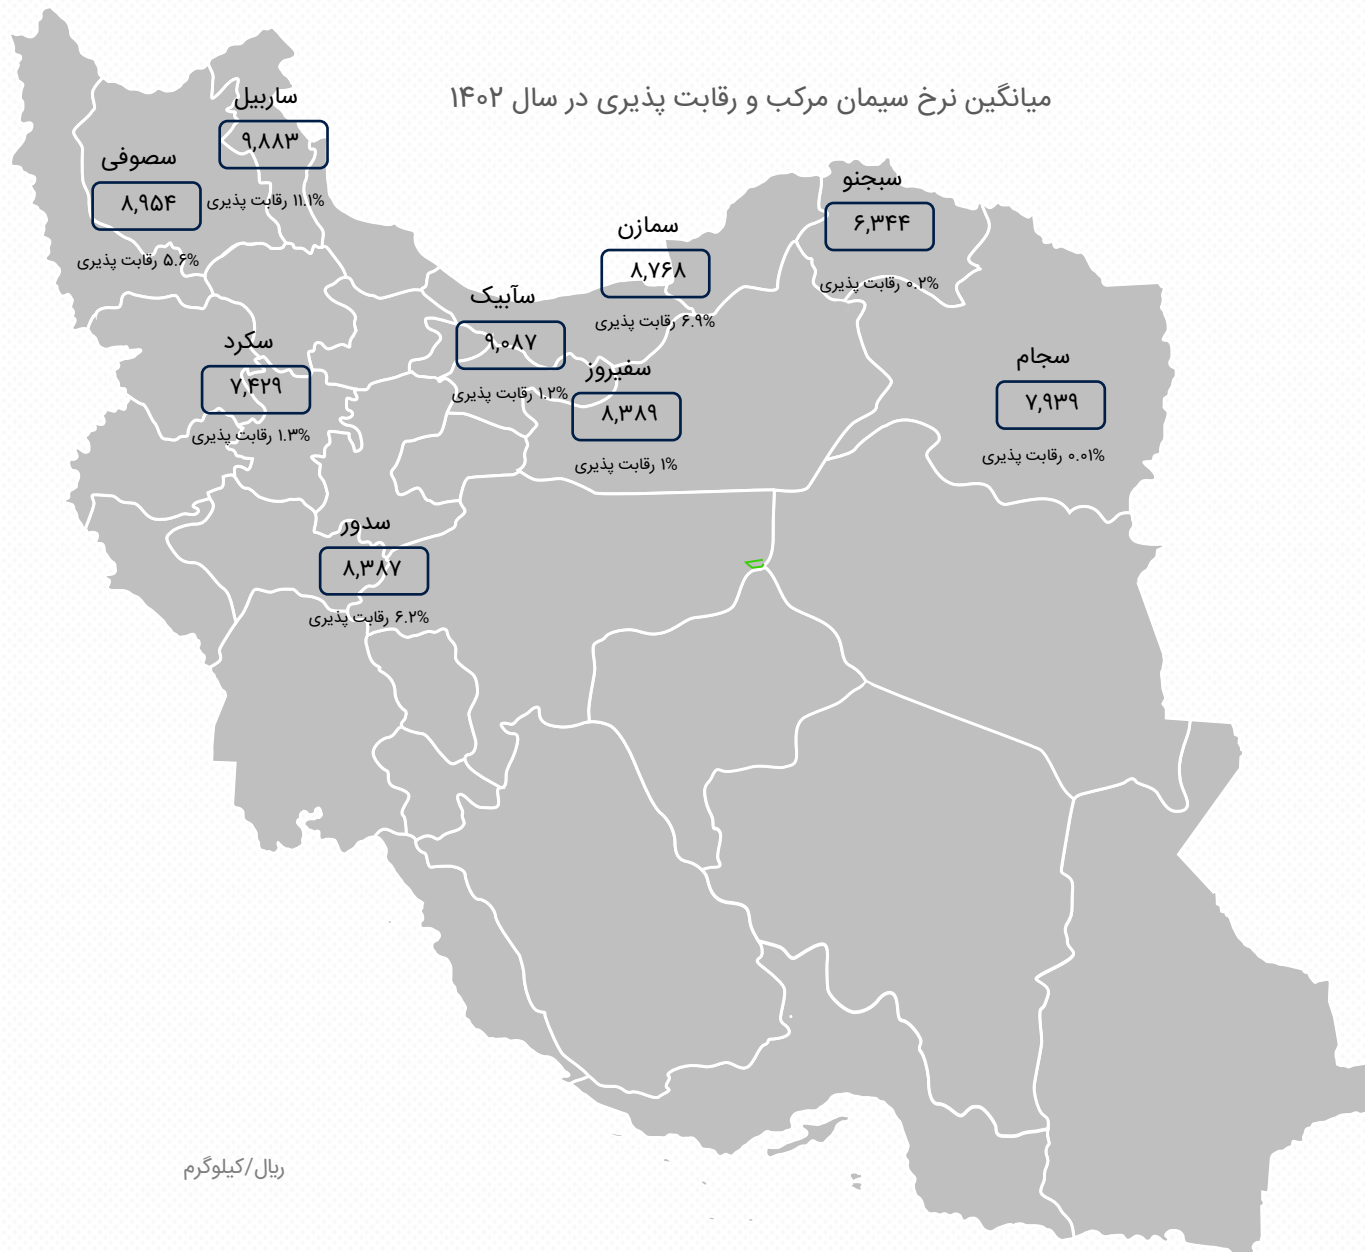 میانگین نرخ سیمان مرکب و رقابت پذیری در سال ۱۴۰۲
ساربیل
۹,۸۸۳
۱۱.۱% رقابت پذیری
سصوفی
۸,۹۵۴
۵.۶% رقابت پذیری
سبجنو
۶,۳۴۴
۰.۲% رقابت پذیری
سمازن
۸,۷۶۸
۶.۹% رقابت پذیری
سآبیک
۹,۰۸۷
۱.۲% رقابت پذیری
سکرد
۷,۴۲۹
۱.۳% رقابت پذیری
سفیروز
۸,۳۸۹
۱% رقابت پذیری
سجام
۷,۹۳۹
۰.۰۱% رقابت پذیری
سدور
۸,۳۸۷
۶.۲% رقابت پذیری
ریال/کیلوگرم